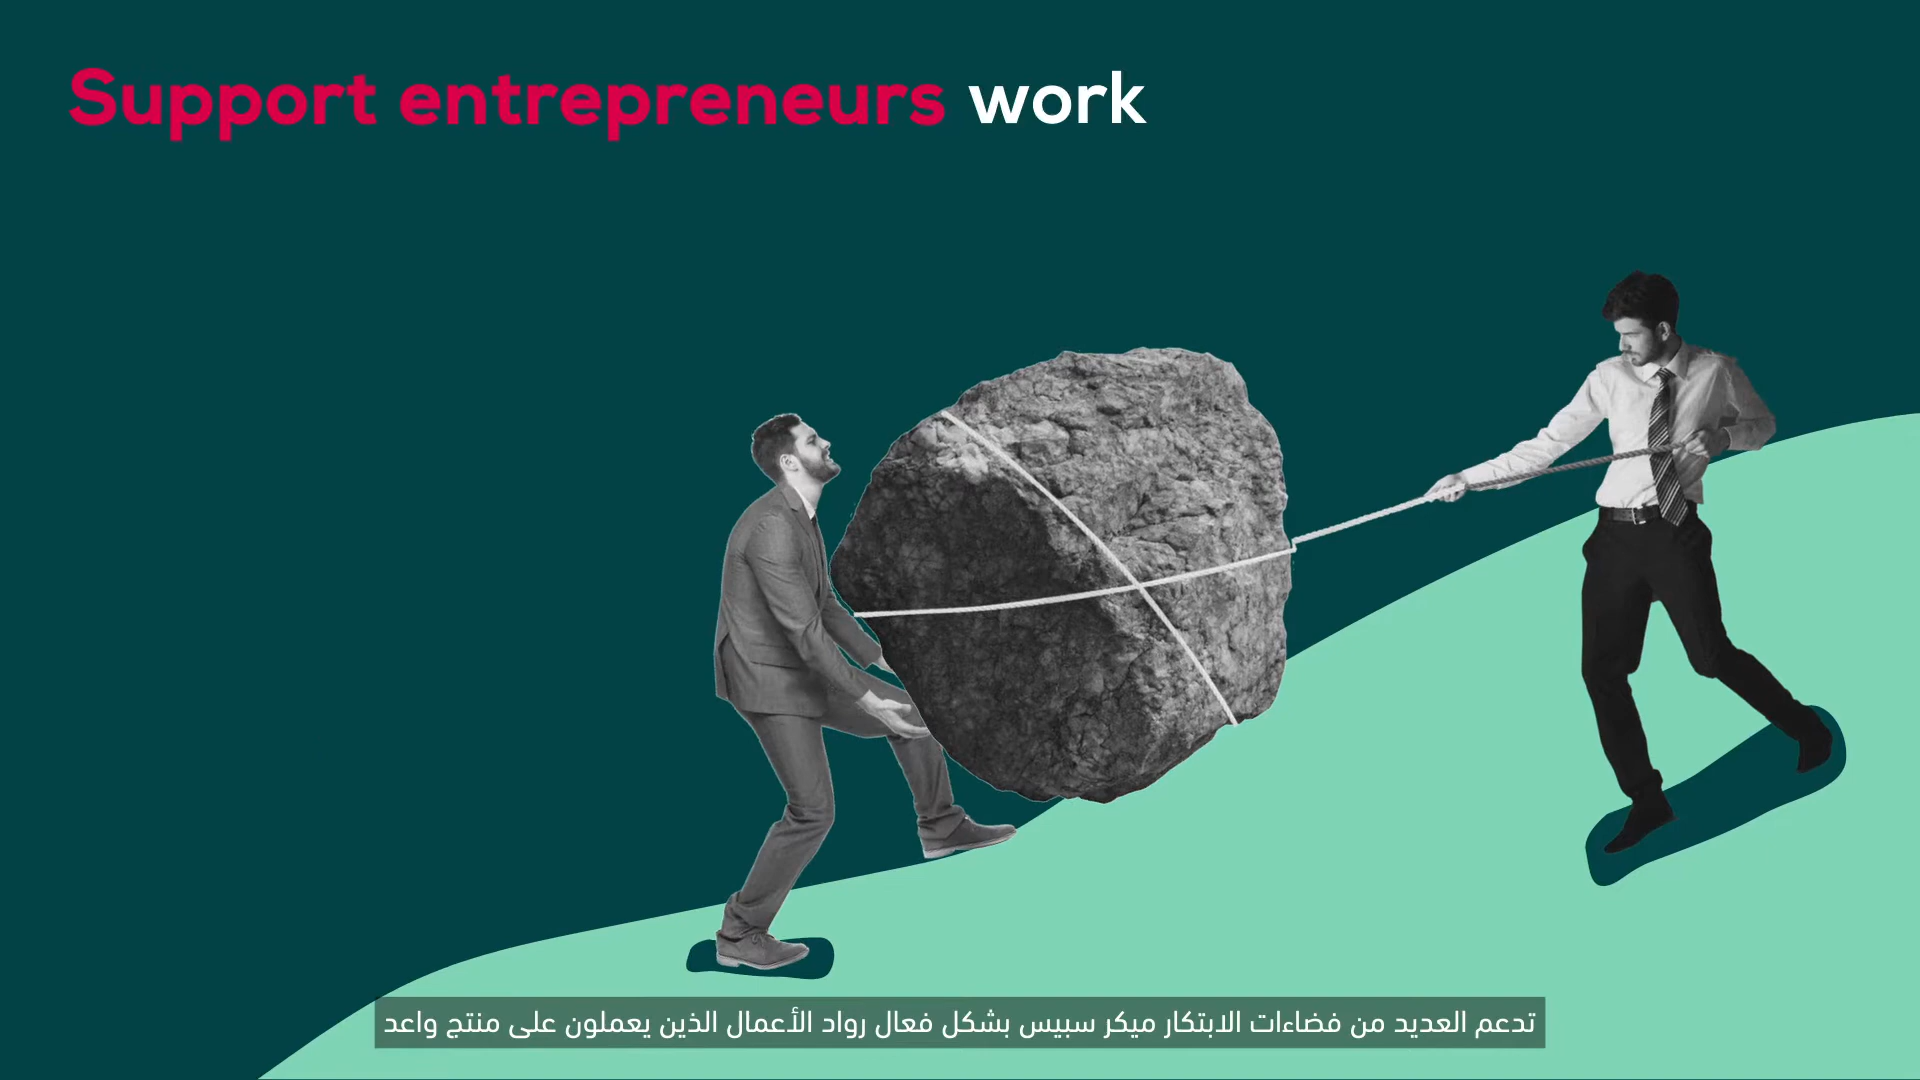 Support entrepreneurs work
تدعم العديد من فضاءات الابتكار ميكر سبيس بشكل فعال رواد الأعمال الذين يعملون على منتج واعد